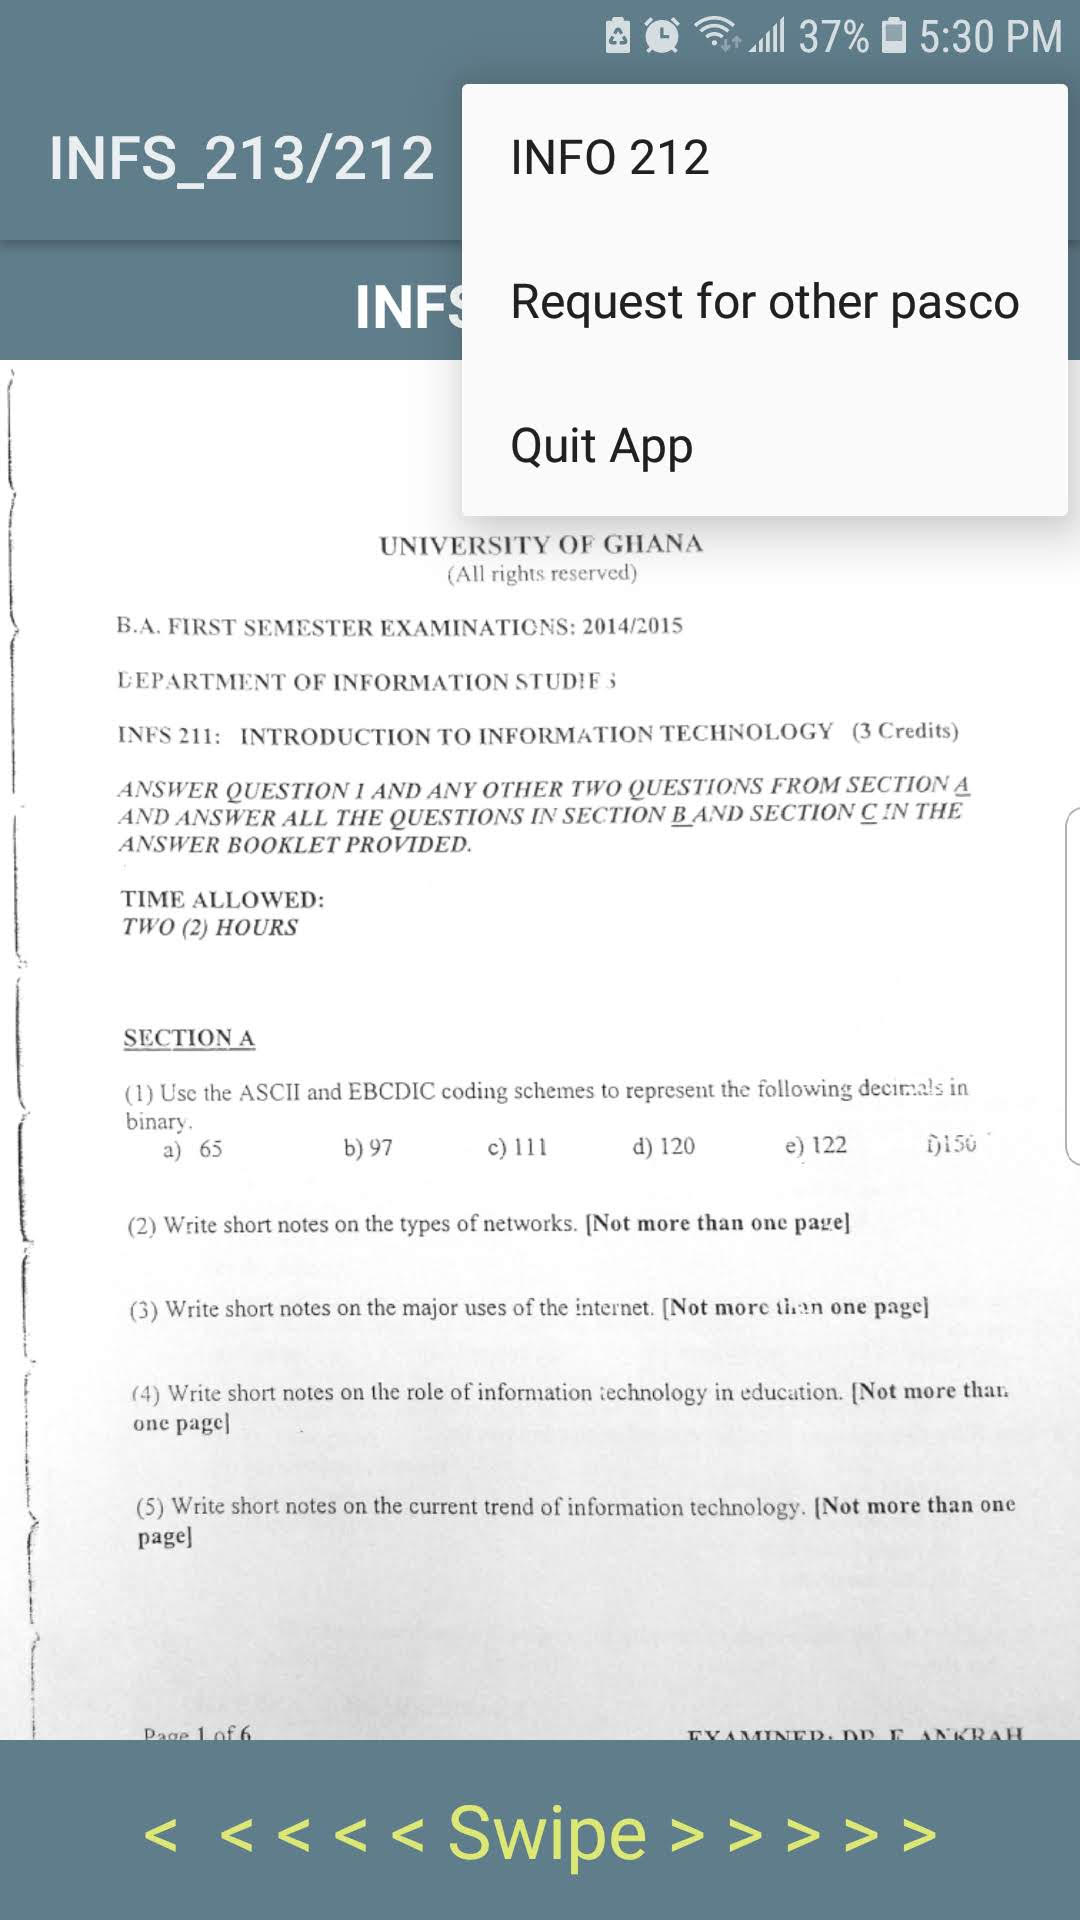 37% 5:30 PM
INFS_213/212
INFO 212
INFS
Request for other pasco
Quit App
UNIVERSITY OF GHANA
(All rights reserved)
B.A. FIRST SEMESTER EXAMINATIONS: 2014/2015
DEPARTMENT OF INFORMATION STUDIES
INFS 211: INTRODUCTION TO INFORMATION TECHNOLOGY (3 Credits)
ANSWER QUESTION 1 AND ANY OTHER TWO QUESTIONS FROM SECTION A
AND ANSWER ALL THE QUESTIONS IN SECTION B AND SECTION C IN THE
ANSWER BOOKLET PROVIDED.
TIME ALLOWED:
TWO (2) HOURS
SECTION A
(1) Use the ASCII and EBCDIC coding schemes to represent the following decimals in
binary.
a) 65 b) 97 c) 111 d) 120 e) 122
(2) Write short notes on the types of networks. [Not more than one page]
(3) Write short notes on the major uses of the internet. [Not more than one page]
(4) Write short notes on the role of information technology in education. [Not more than
one page]
(5) Write short notes on the current trend of information technology. [Not more than one
page]
Page 1 of 6 EXAMINER: DR. E. ANKRAH
< < < < < Swipe > > > > >